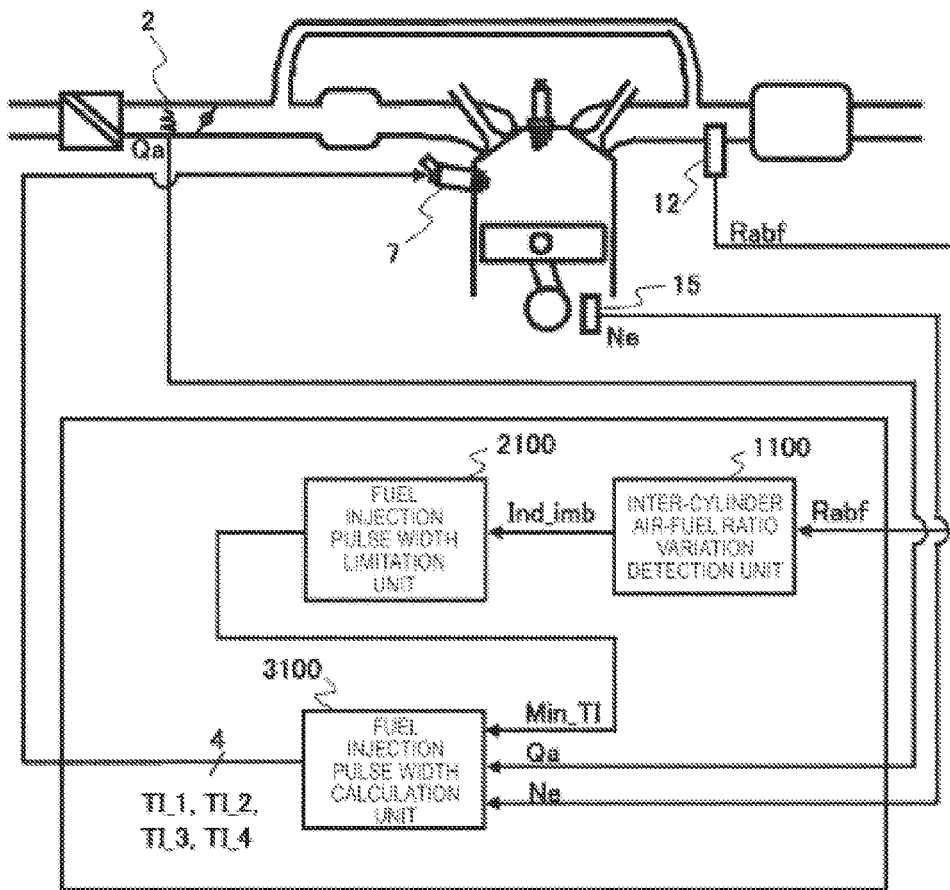 2
Qa
7
12
Rabf
15
Ne
2100
1100
FUEL
INJECTION
PULSE WIDTH
LIMITATION
UNIT
Ind_imb
INTER-CYLINDER
AIR-FUEL RATIO
VARIATION
DETECTION UNIT
Rabf
3100
FUEL
INJECTION
PULSE WIDTH
CALCULATION
UNIT
Min_TI
Qa
Ne
4
TI_1, TI_2,
TI_3, TI_4